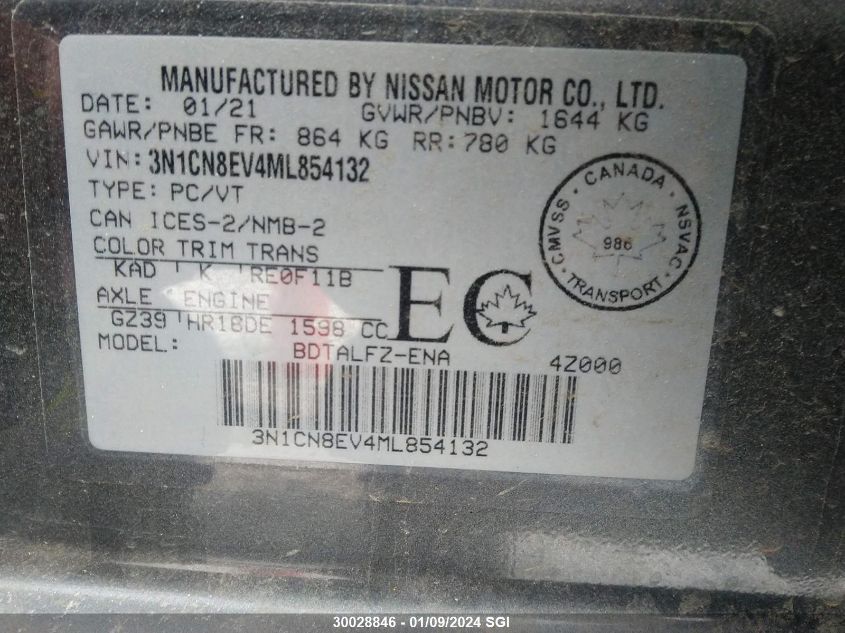 MANUFACTURED BY NISSAN MOTOR CO., LTD.
DATE: 01/21 GVWR/PNBV: 1644 KG
GAWR/PNBE FR: 864 KG RR: 780 KG
VIN: 3N1CN8EV4ML854132
TYPE: PC/VT
CAN ICES-2/NMB-2
COLOR TRIM TRANS
KAD K RE0F11B
AXLE ENGINE
GZ39 HR16DE 1598 CC
MODEL: BDTALFZ-ENA 4Z000
EC
CANADA
CMVSS · NSVAC
986
TRANSPORT
3N1CN8EV4ML854132
30028846 - 01/09/2024 SGI